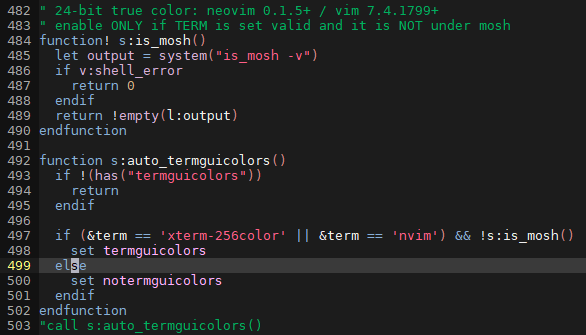 482 " 24-bit true color: neovim 0.1.5+ / vim 7.4.1799+
483 " enable ONLY if TERM is set valid and it is NOT under mosh
484 function! s:is_mosh()
485   let output = system("is_mosh -v")
486   if v:shell_error
487     return 0
488   endif
489   return !empty(l:output)
490 endfunction
491
492 function s:auto_termguicolors()
493   if !(has("termguicolors"))
494     return
495   endif
496
497   if (&term == 'xterm-256color' || &term == 'nvim') && !s:is_mosh()
498     set termguicolors
499   else
500     set notermguicolors
501   endif
502 endfunction
503 "call s:auto_termguicolors()